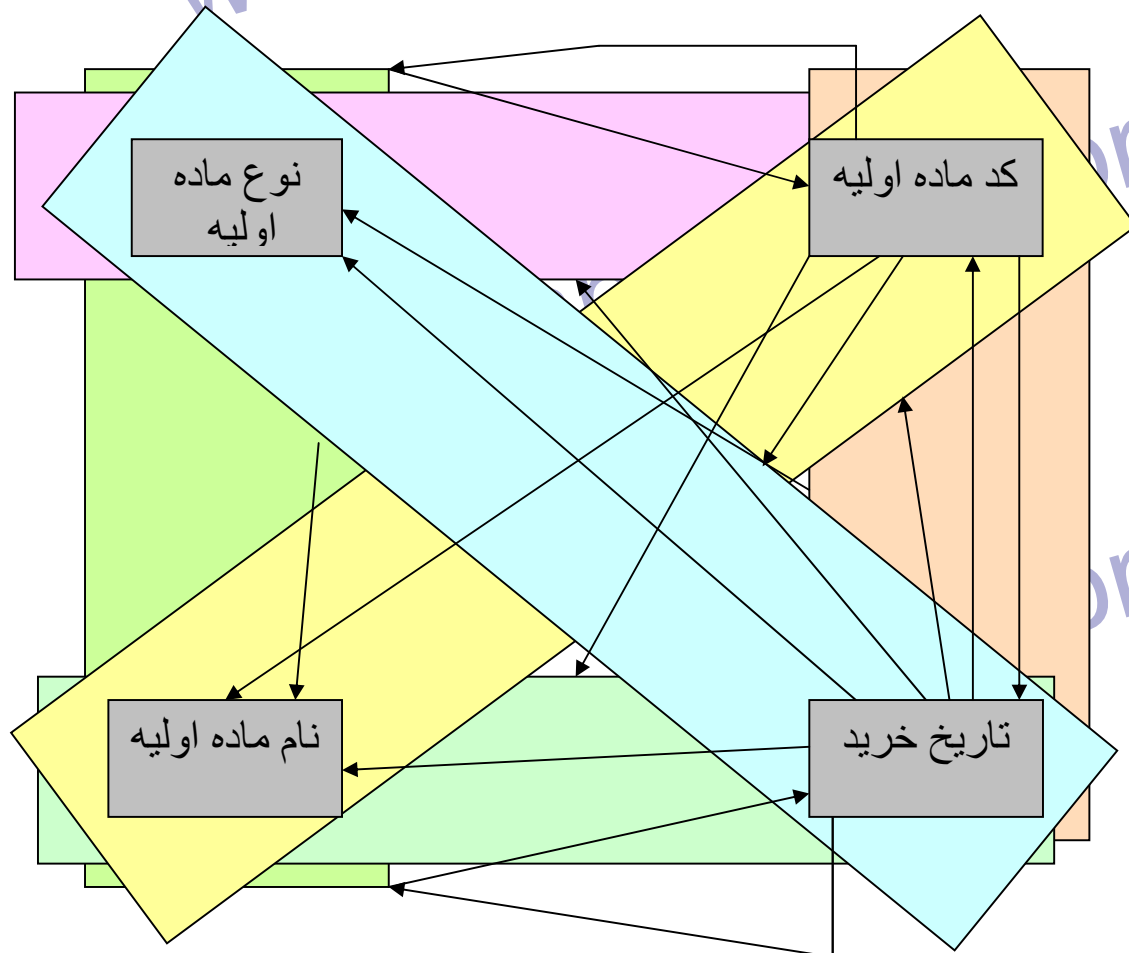 کد ماده اولیه
نوع ماده
اولیه
تاریخ خرید
نام ماده اولیه